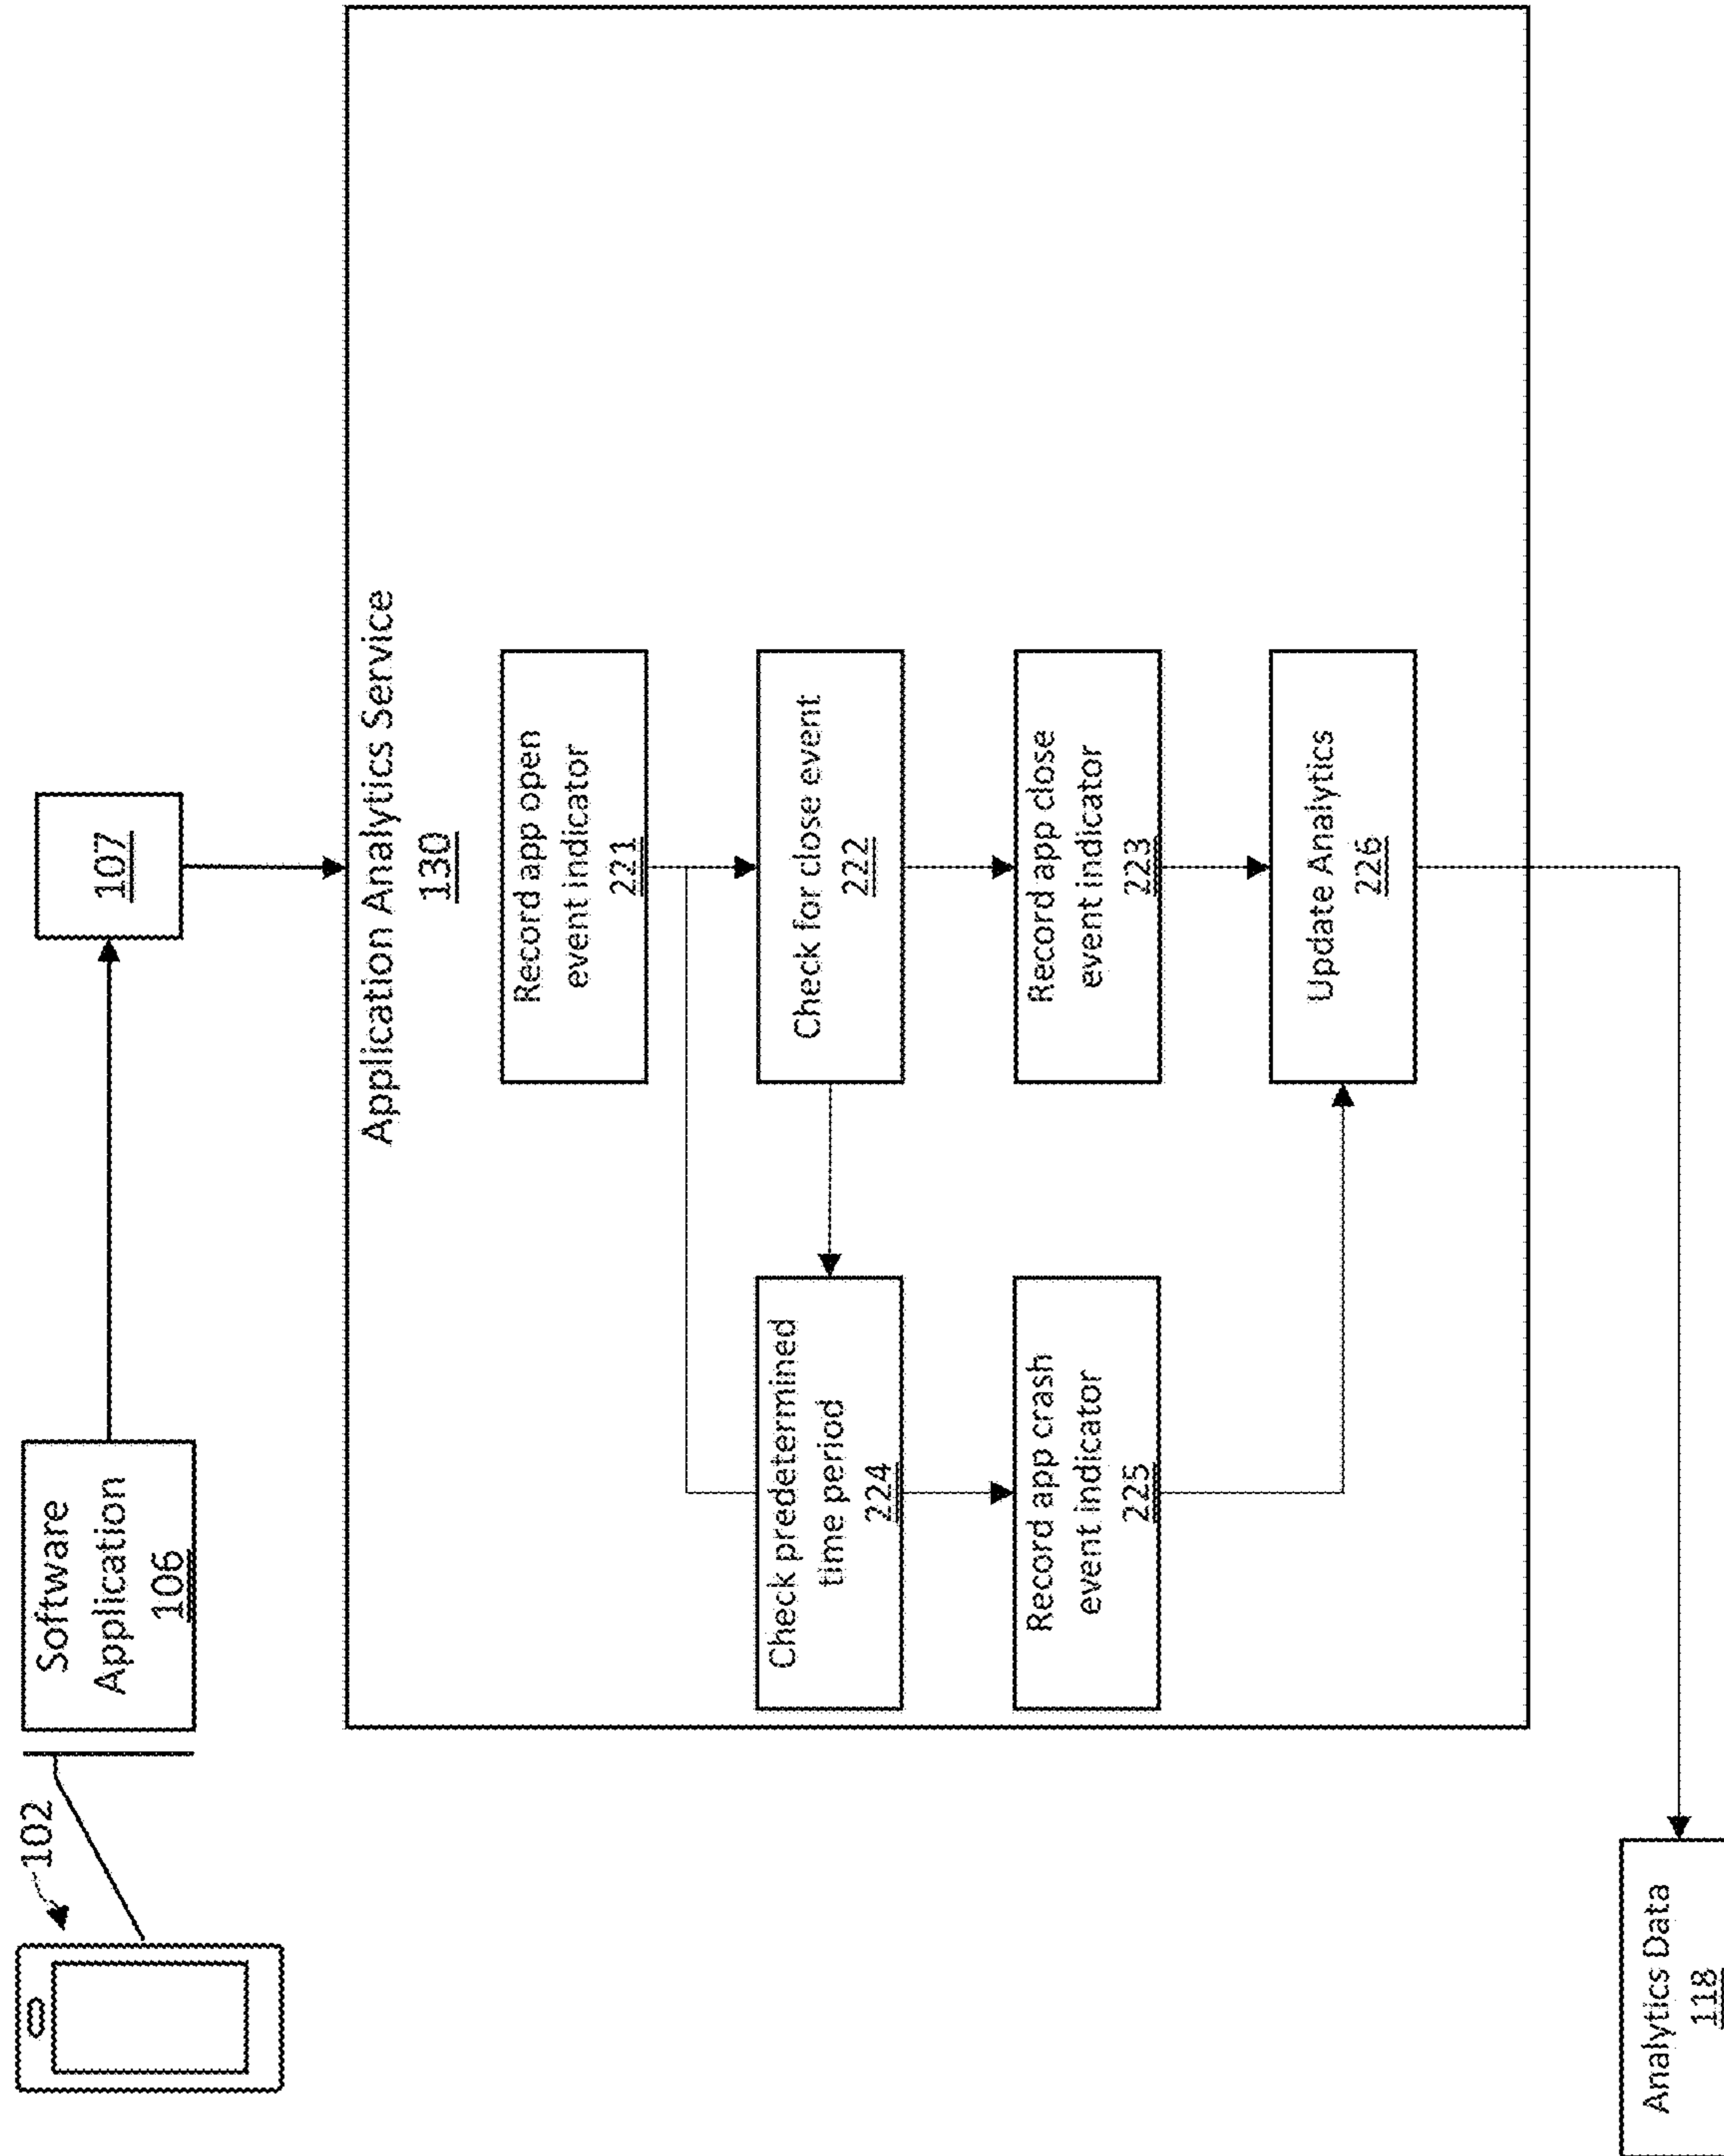 102
Software
Application
106
107
Application Analytics Service
130
Record app open
event indicator
221
Check for close event
222
Record app close
event indicator
223
Check predetermined
time period
224
Record app crash
event indicator
225
Update Analytics
226
Analytics Data
118